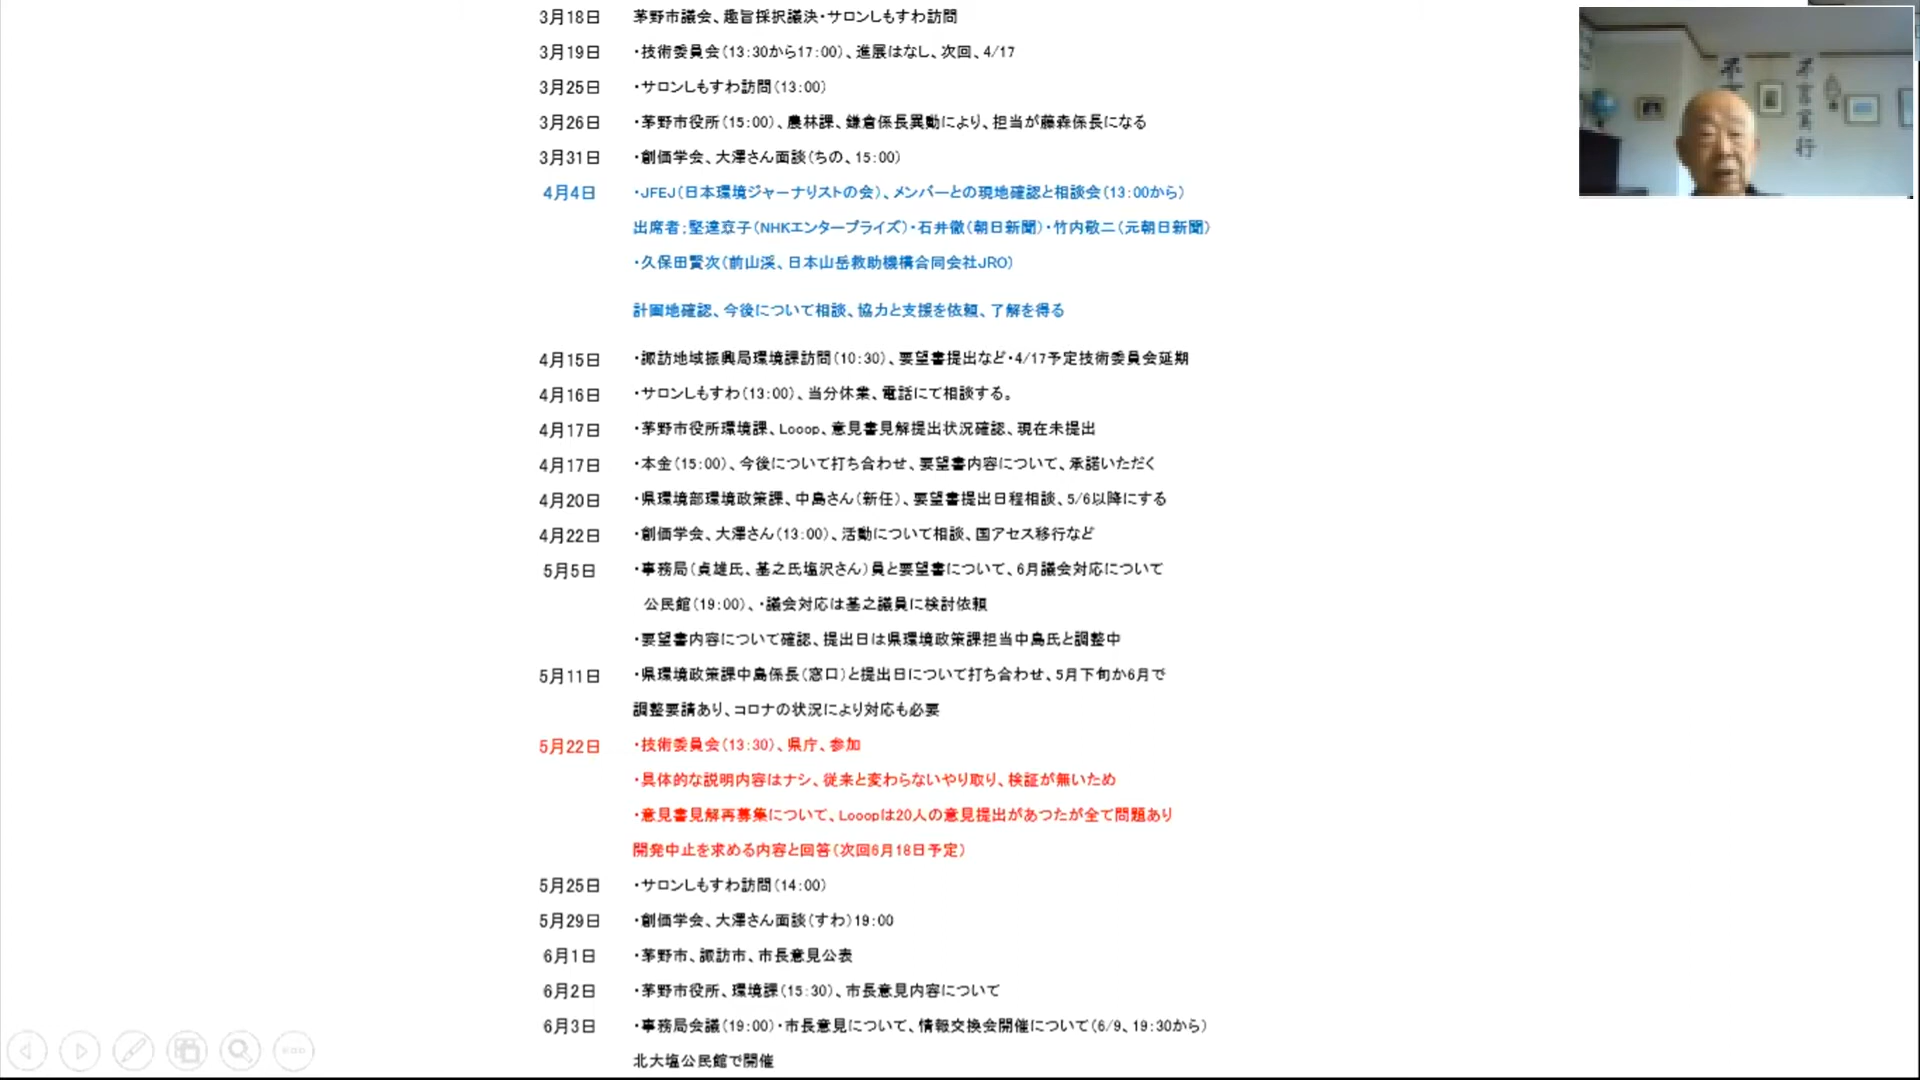 3月18日 茅野市議会、趣旨採択議決・サロンしもすわ訪問
3月19日 ・技術委員会(13:30から17:00)、進展はなし、次回、4/17
3月25日 ・サロンしもすわ訪問(13:00)
3月26日 ・茅野市役所(15:00)、農林課、鎌倉係長異動により、担当が藤森係長になる
3月31日 ・創価学会、大澤さん面談(ちの、15:00)
4月4日 ・JFEJ(日本環境ジャーナリストの会)、メンバーとの現地確認と相談会(13:00から)
出席者;堅達京子(NHKエンタープライズ)・石井徹(朝日新聞)・竹内敬二(元朝日新聞)
・久保田賢次(前山渓、日本山岳救助機構合同会社JRO)
計画地確認、今後について相談、協力と支援を依頼、了解を得る
4月15日 ・諏訪地域振興局環境課訪問(10:30)、要望書提出など・4/17予定技術委員会延期
4月16日 ・サロンしもすわ(13:00)、当分休業、電話にて相談する。
4月17日 ・茅野市役所環境課、Looop、意見書見解提出状況確認、現在未提出
4月17日 ・本金(15:00)、今後について打ち合わせ、要望書内容について、承諾いただく
4月20日 ・県環境部環境政策課、中島さん(新任)、要望書提出日程相談、5/6以降にする
4月22日 ・創価学会、大澤さん(13:00)、活動について相談、国アセス移行など
5月5日 ・事務局(貞雄氏、基之氏塩沢さん)員と要望書について、6月議会対応について
公民館(19:00)、・議会対応は基之議員に検討依頼
・要望書内容について確認、提出日は県環境政策課担当中島氏と調整中
5月11日 ・県環境政策課中島係長(窓口)と提出日について打ち合わせ、5月下旬か6月で
調整要請あり、コロナの状況により対応も必要
5月22日 ・技術委員会(13:30)、県庁、参加
・具体的な説明内容はナシ、従来と変わらないやり取り、検証が無いため
・意見書見解再募集について、Looopは20人の意見提出があつたが全て問題あり
開発中止を求める内容と回答(次回6月18日予定)
5月25日 ・サロンしもすわ訪問(14:00)
5月29日 ・創価学会、大澤さん面談(すわ)19:00
6月1日 ・茅野市、諏訪市、市長意見公表
6月2日 ・茅野市役所、環境課(15:30)、市長意見内容について
6月3日 ・事務局会議(19:00)・市長意見について、情報交換会開催について(6/9、19:30から)
北大塩公民館で開催